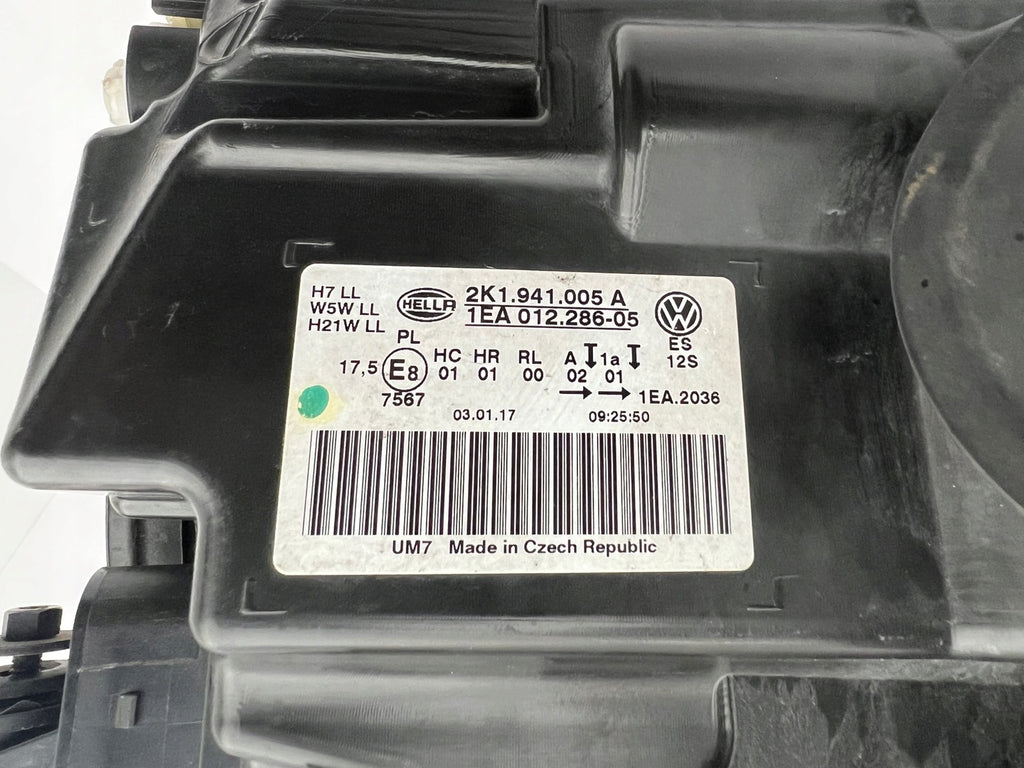 H7 LL
W5W LL
H21W LL
HELLA
2K1.941.005 A
1EA 012.286-05
VW
ES
12S
PL
17,5 E8
7567
HC HR RL A 1a
01 01 00 02 01
→ → 1EA.2036
03.01.17 09:25:50
UM7 Made in Czech Republic